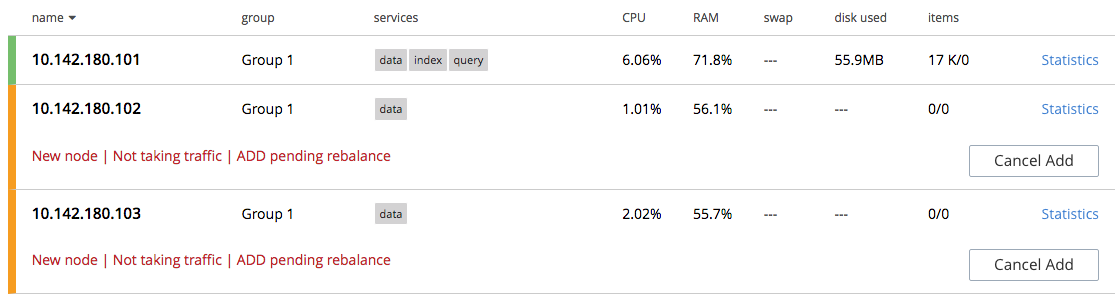 name group services CPU RAM swap disk used items
10.142.180.101 Group 1 data index query 6.06% 71.8% --- 55.9MB 17 K/0 Statistics
10.142.180.102 Group 1 data 1.01% 56.1% --- --- 0/0 Statistics
New node | Not taking traffic | ADD pending rebalance Cancel Add
10.142.180.103 Group 1 data 2.02% 55.7% --- --- 0/0 Statistics
New node | Not taking traffic | ADD pending rebalance Cancel Add